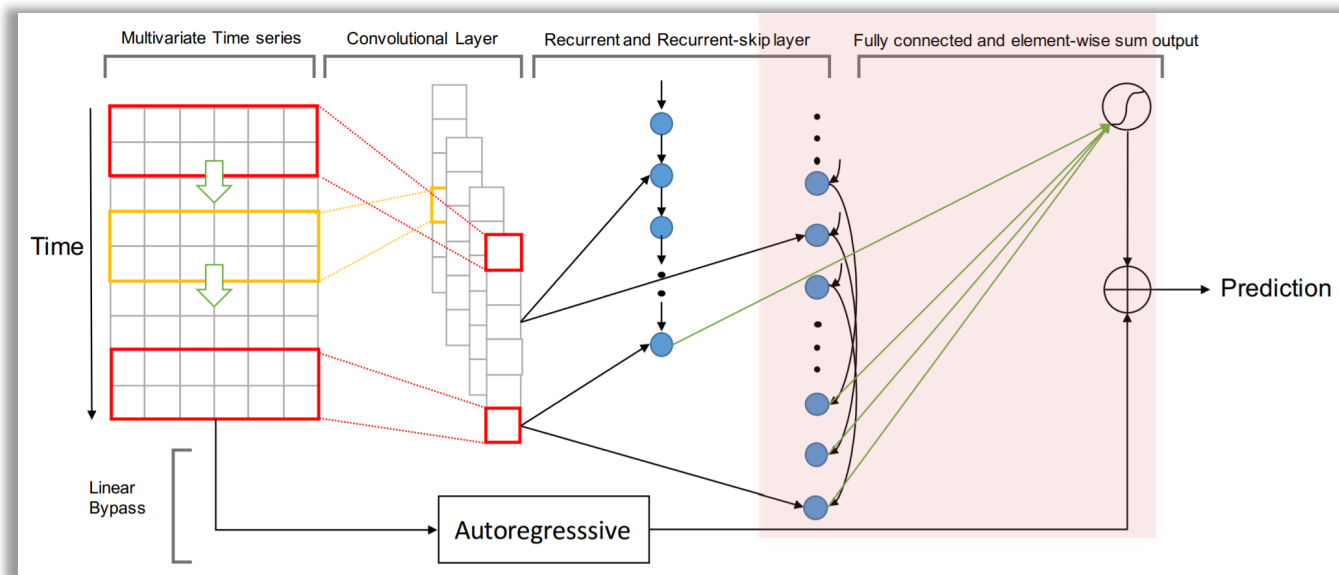 Multivariate Time series
Convolutional Layer
Recurrent and Recurrent-skip layer
Fully connected and element-wise sum output
Time
Prediction
Linear
Bypass
Autoregresssive